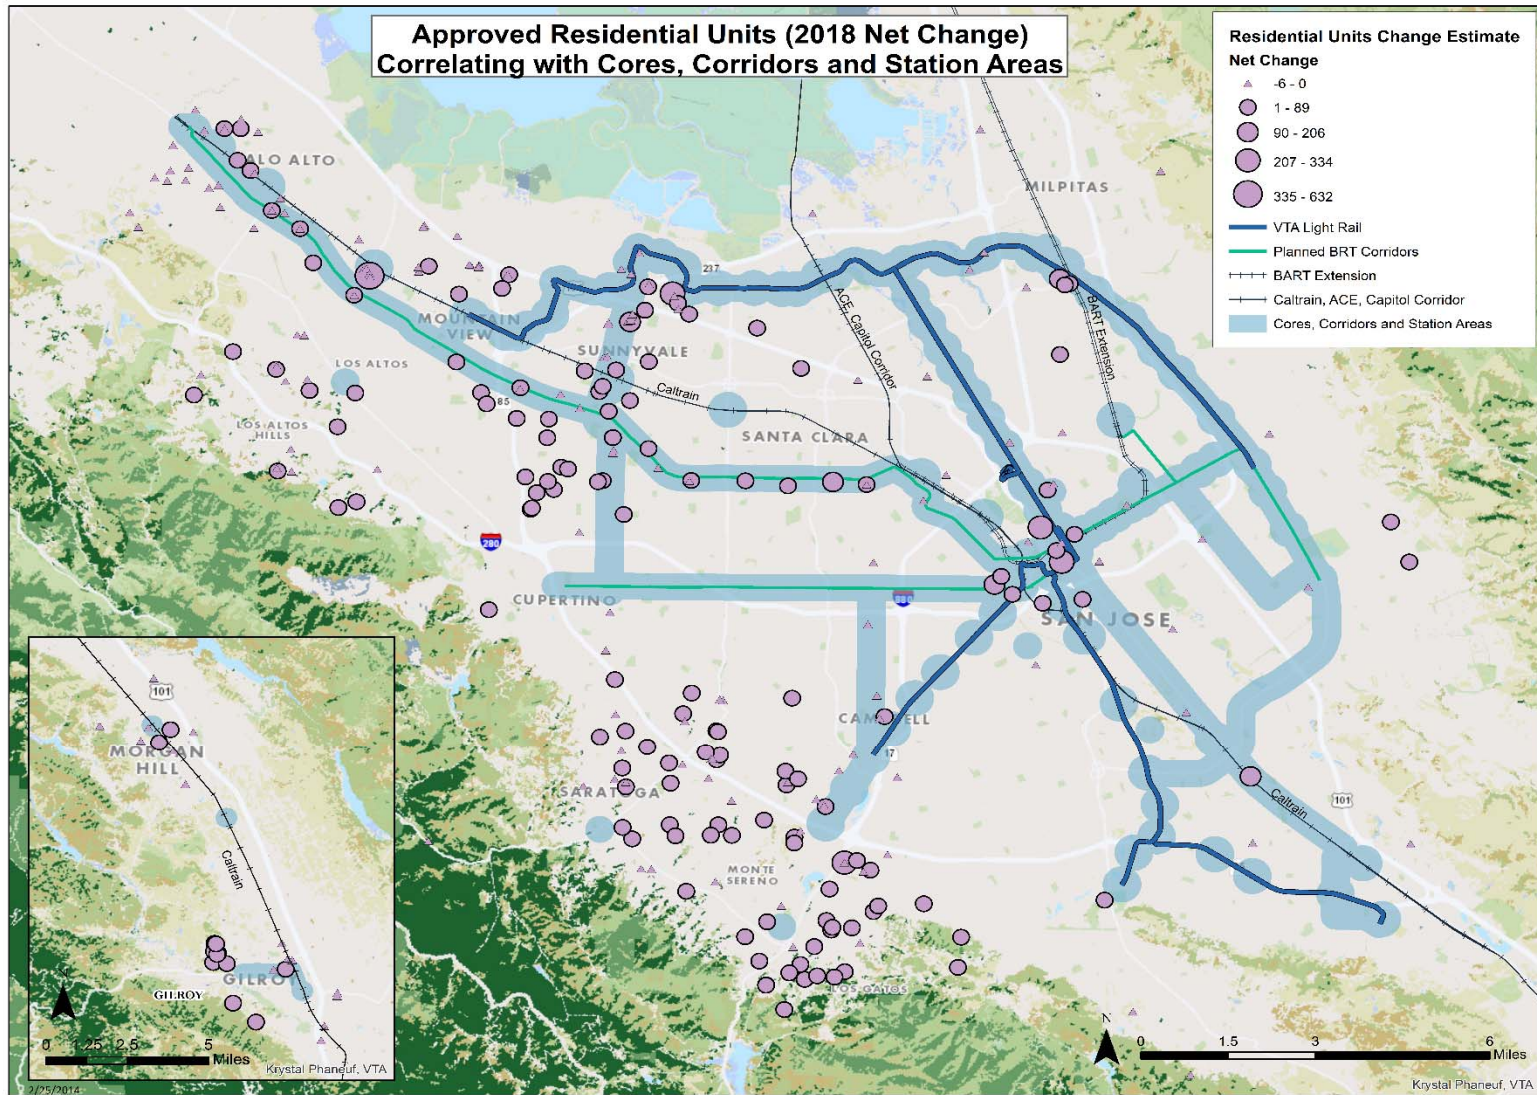 Approved Residential Units (2018 Net Change)
Correlating with Cores, Corridors and Station Areas
Residential Units Change Estimate
Net Change
-6 - 0
1 - 89
90 - 206
207 - 334
335 - 632
VTA Light Rail
Planned BRT Corridors
BART Extension
Caltrain, ACE, Capitol Corridor
Cores, Corridors and Station Areas
ALO ALTO
MILPITAS
237
ACE, Capitol Corridor
BART Extension
MOUNTAIN
VIEW
SUNNYVALE
LOS ALTOS
Caltrain
85
LOS ALTOS
HILLS
SANTA CLARA
280
CUPERTINO
880
SAN JOSE
CAMPBELL
17
SARATOGA
Caltrain
101
MONTE
SERENO
LOS GATOS
101
MORGAN
HILL
Caltrain
GILROY
GILROY
N
0 1.25 2.5 5
Miles
Krystal Phaneuf, VTA
2/25/2014
N
0 1.5 3 6
Miles
Krystal Phaneuf, VTA